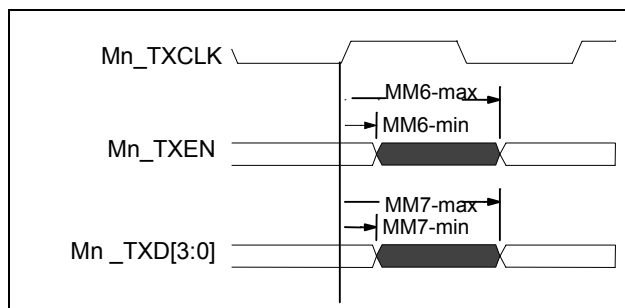 Mn_TXCLK
MM6-max
MM6-min
Mn_TXEN
MM7-max
MM7-min
Mn _TXD[3:0]